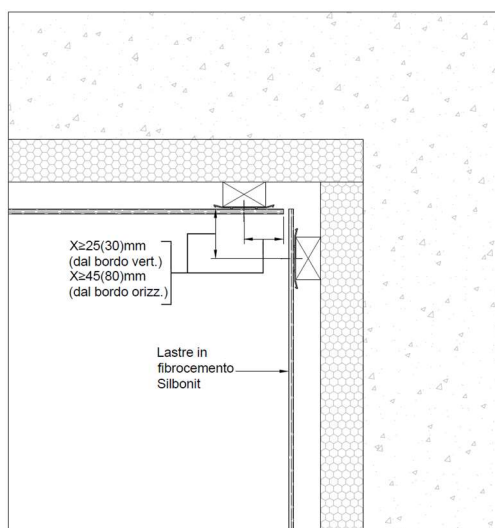 X≥25(30)mm
(dal bordo vert.)
X≥45(80)mm
(dal bordo orizz.)
Lastre in
fibrocemento
Silbonit